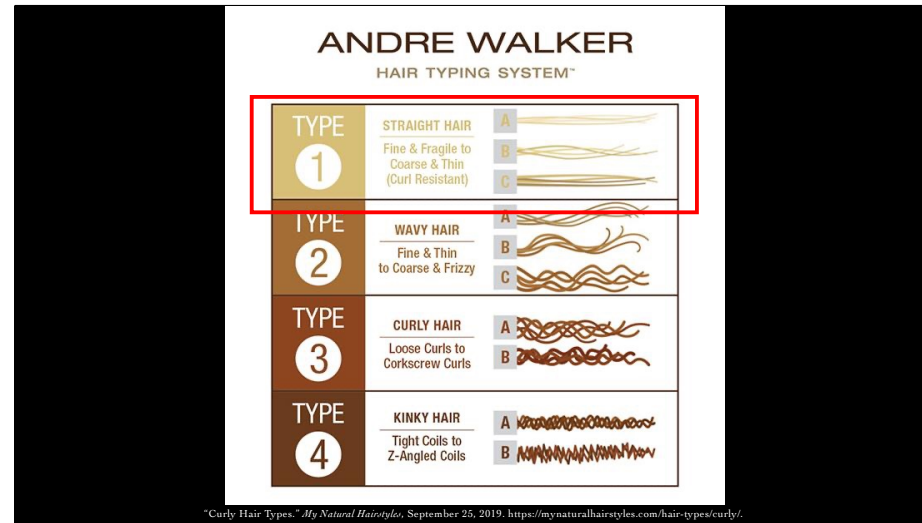 ANDRE WALKER
HAIR TYPING SYSTEM™
TYPE
1
STRAIGHT HAIR
Fine & Fragile to
Coarse & Thin
(Curl Resistant)
A
B
C
TYPE
2
WAVY HAIR
Fine & Thin
to Coarse & Frizzy
A
B
C
TYPE
3
CURLY HAIR
Loose Curls to
Corkscrew Curls
A
B
TYPE
4
KINKY HAIR
Tight Coils to
Z-Angled Coils
A
B
“Curly Hair Types.” My Natural Hairstyles, September 25, 2019. https://mynaturalhairstyles.com/hair-types/curly/.